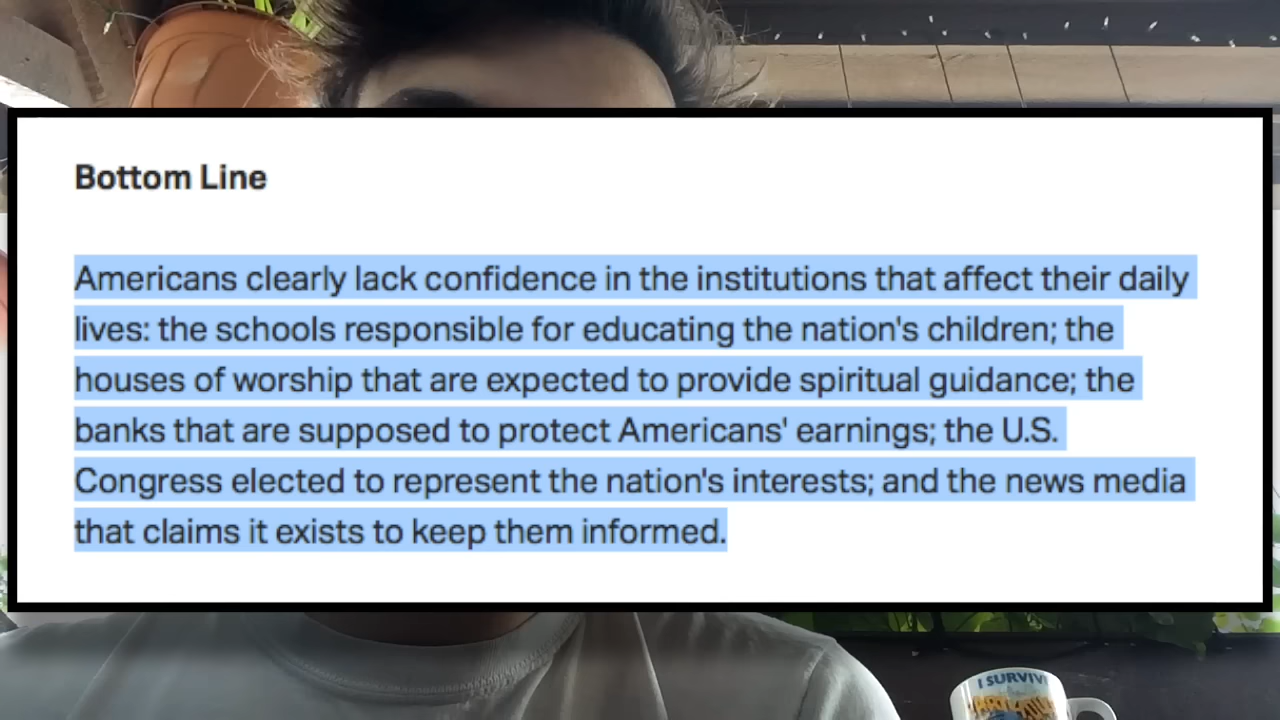 Bottom Line
Americans clearly lack confidence in the institutions that affect their daily
lives: the schools responsible for educating the nation's children; the
houses of worship that are expected to provide spiritual guidance; the
banks that are supposed to protect Americans' earnings; the U.S.
Congress elected to represent the nation's interests; and the news media
that claims it exists to keep them informed.
I SURVIV